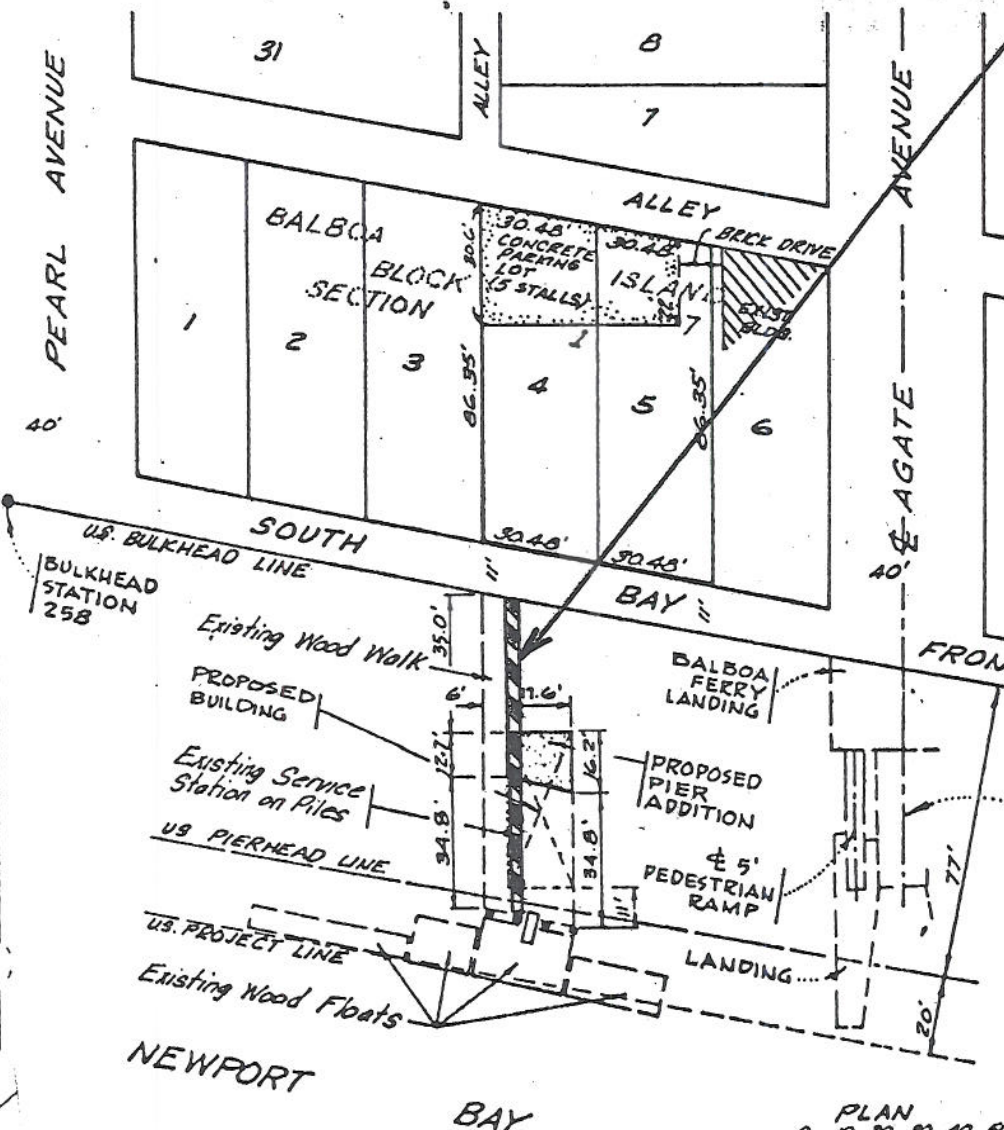 31
ALLEY
8
7
PEARL AVENUE
AVENUE
ALLEY
BALBOA
30.48'
CONCRETE
PARKING
LOT
(5 STALLS)
30.48'
BRICK DRIVE
BLOCK
SECTION
ISLAND
EXIST
BLDG.
1
2
3
1
7
4
5
6
86.35'
86.35'
40'
SOUTH
30.48'
30.48'
₵ AGATE
40'
U.S. BULKHEAD LINE
BULKHEAD
STATION
258
11'
BAY
11'
FRON
Existing Wood Walk
35.0'
BALBOA
FERRY
LANDING
PROPOSED
BUILDING
6'
12.7'
16.2'
Existing Service
Station on Piles
PROPOSED
PIER
ADDITION
34.8'
34.8'
US PIERHEAD LINE
₵ 5'
PEDESTRIAN
RAMP
77'
11'
US. PROJECT LINE
LANDING
Existing Wood Floats
20'
NEWPORT
BAY
PLAN